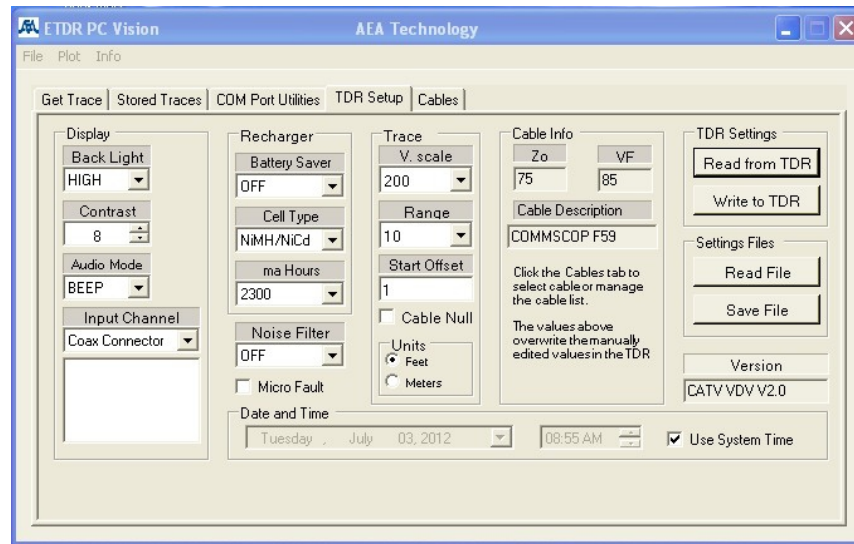 ETDR PC Vision AEA Technology
File Plot Info
Get Trace Stored Traces COM Port Utilities TDR Setup Cables
Display
Back Light
HIGH
Contrast
8
Audio Mode
BEEP
Input Channel
Coax Connector
Recharger
Battery Saver
OFF
Cell Type
NiMH/NiCd
ma Hours
2300
Noise Filter
OFF
Micro Fault
Trace
V. scale
200
Range
10
Start Offset
1
Cable Null
Units
Feet
Meters
Cable Info
Zo VF
75 85
Cable Description
COMMSCOP F59
Click the Cables tab to
select cable or manage
the cable list.
The values above
overwrite the manually
edited values in the TDR
TDR Settings
Read from TDR
Write to TDR
Settings Files
Read File
Save File
Version
CATV VDV V2.0
Date and Time
Tuesday , July 03, 2012 08:55 AM Use System Time